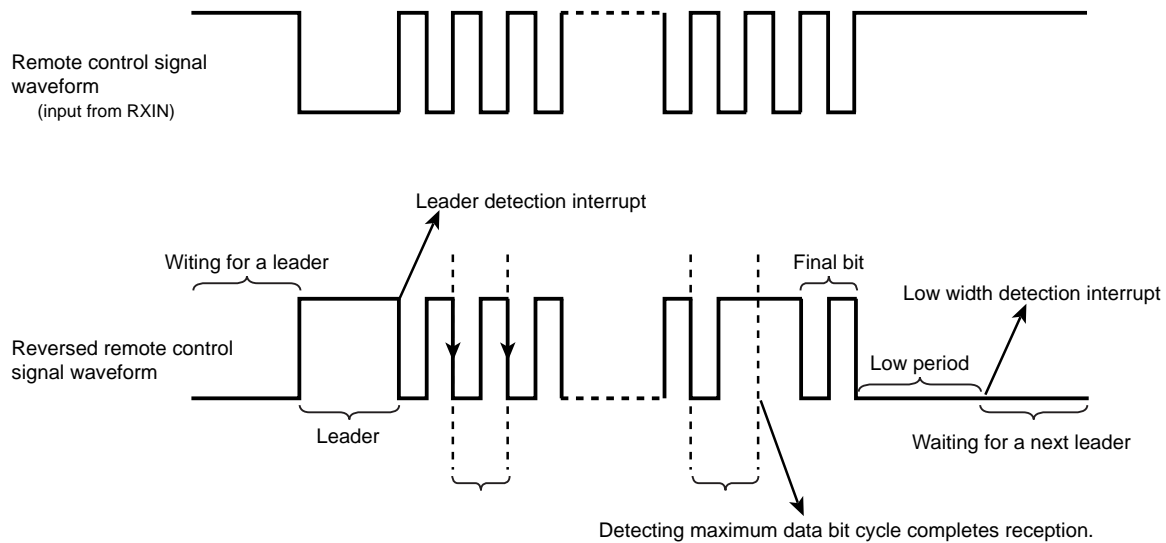 Remote control signal
waveform
(input from RXIN)
Leader detection interrupt
Witing for a leader
Final bit
Low width detection interrupt
Reversed remote control
signal waveform
Low period
Leader
Waiting for a next leader
Detecting maximum data bit cycle completes reception.